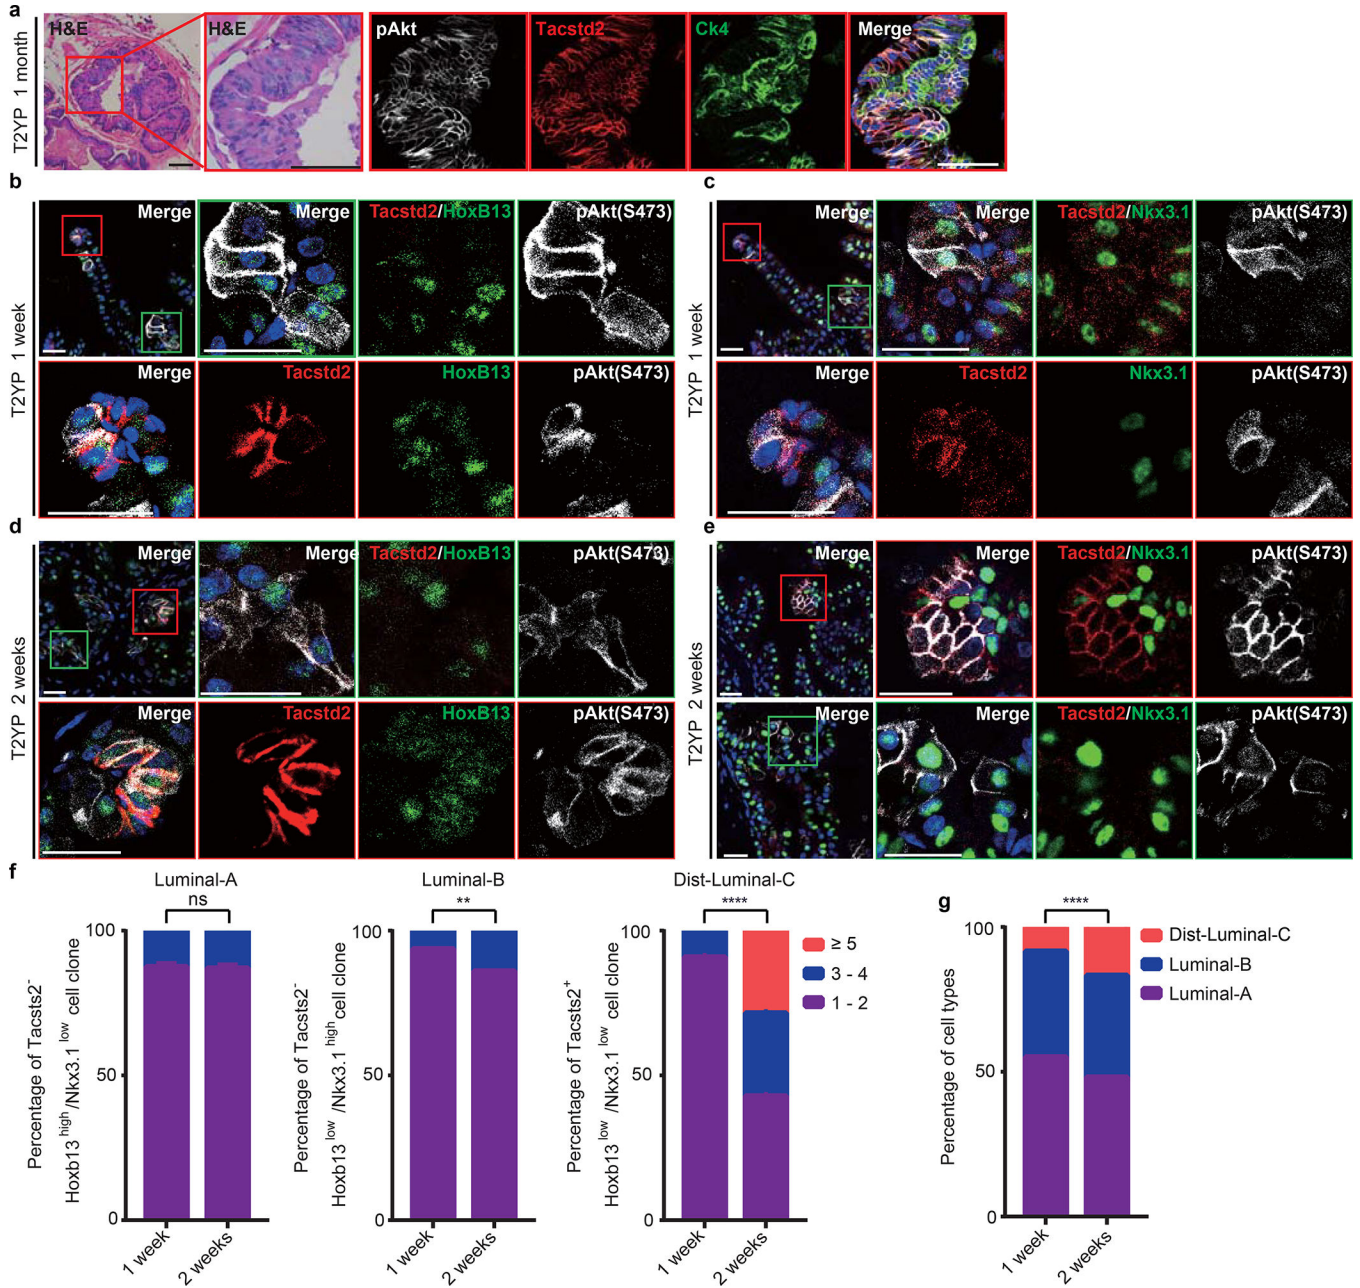 a
T2YP 1 month
H&E
H&E
pAkt
Tacstd2
Ck4
Merge
b
T2YP 1 week
Merge
Merge
Tacstd2/HoxB13
pAkt(S473)
Merge
Tacstd2
HoxB13
pAkt(S473)
c
T2YP 1 week
Merge
Merge
Tacstd2/Nkx3.1
pAkt(S473)
Merge
Tacstd2
Nkx3.1
pAkt(S473)
d
T2YP 2 weeks
Merge
Merge
Tacstd2/HoxB13
pAkt(S473)
Merge
Tacstd2
HoxB13
pAkt(S473)
e
T2YP 2 weeks
Merge
Merge
Tacstd2/Nkx3.1
pAkt(S473)
Merge
Merge
Tacstd2/Nkx3.1
pAkt(S473)
f
Luminal-A
ns
Percentage of Tacsts2-
Hoxb13 high/Nkx3.1 low cell clone
100
50
0
1 week
2 weeks
Luminal-B
**
Percentage of Tacsts2-
Hoxb13 low/Nkx3.1 high cell clone
100
50
0
1 week
2 weeks
Dist-Luminal-C
****
Percentage of Tacsts2+
Hoxb13 low/Nkx3.1 low cell clone
100
50
0
1 week
2 weeks
≥ 5
3 - 4
1 - 2
g
****
Percentage of cell types
100
50
0
1 week
2 weeks
Dist-Luminal-C
Luminal-B
Luminal-A